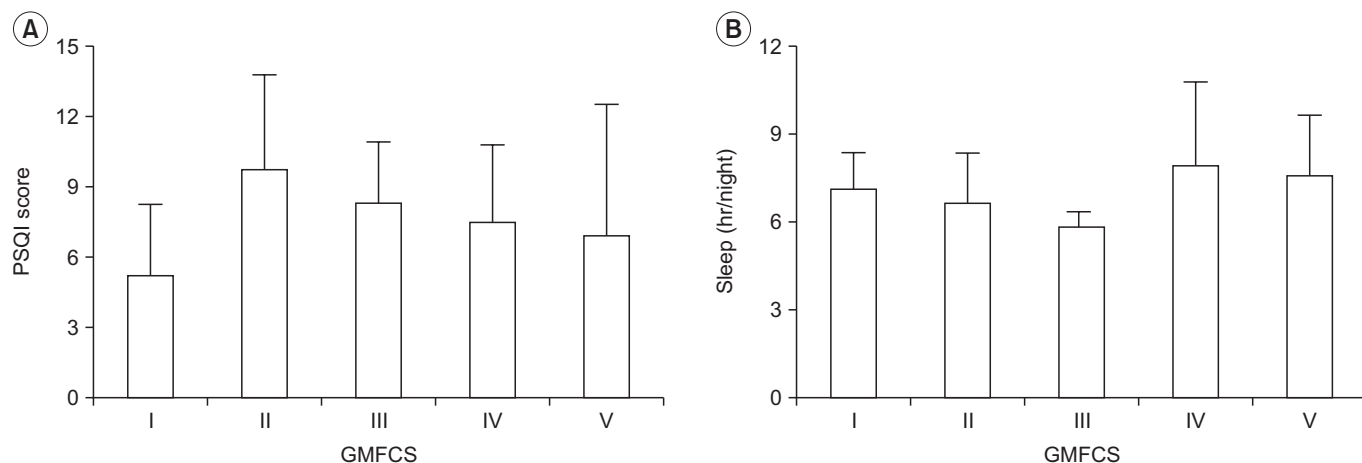 A
15
12
9
6
3
0
PSQI score
I II III IV V
GMFCS
B
12
9
6
3
0
Sleep (hr/night)
I II III IV V
GMFCS